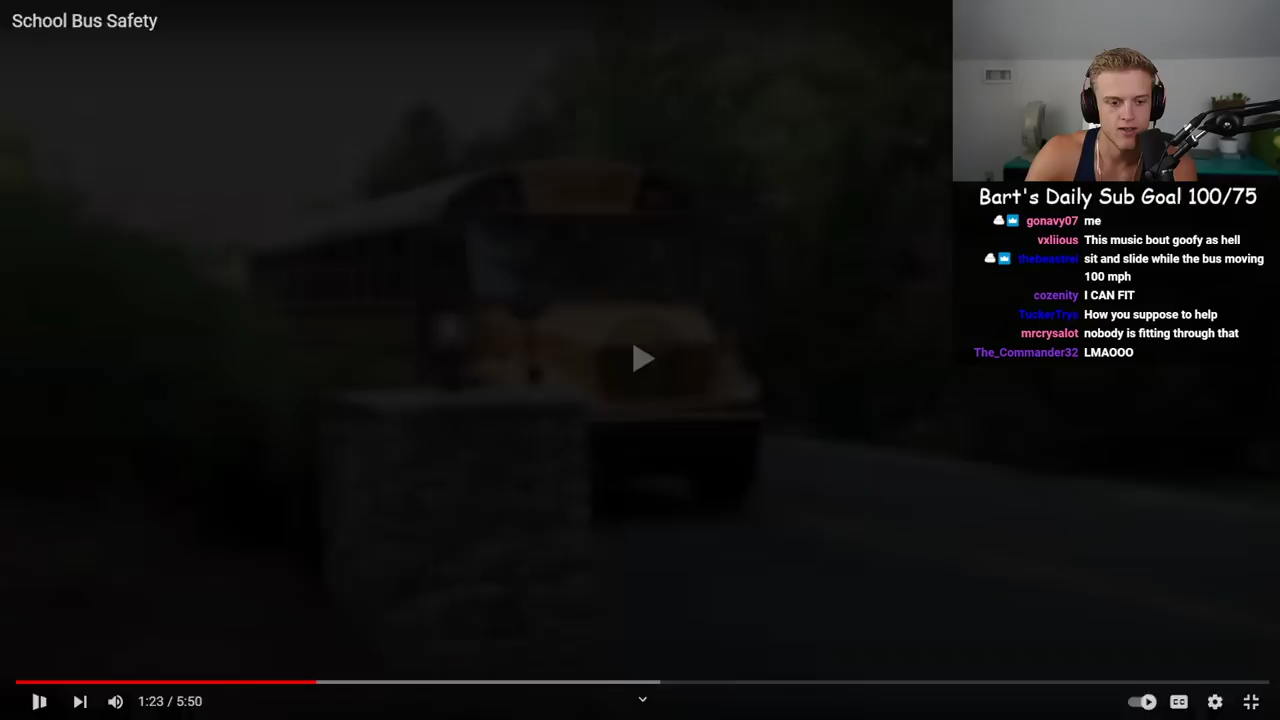 School Bus Safety
Bart's Daily Sub Goal 100/75
gonavy07 me
vxliious This music bout goofy as hell
thebeastrei sit and slide while the bus moving
100 mph
cozenity I CAN FIT
TuckerTrys How you suppose to help
mrcrysalot nobody is fitting through that
The_Commander32 LMAOOO
1:23 / 5:50
CC